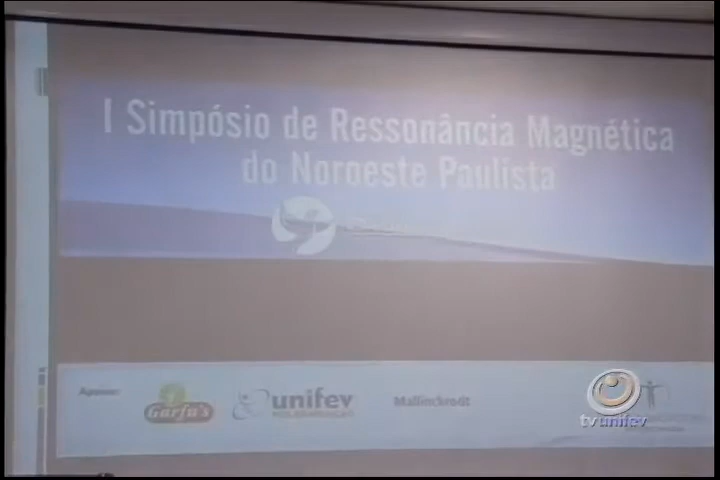 I Simpósio de Ressonância Magnética
do Noroeste Paulista
Apoio:
Garfu's
unifev
Mallinckrodt
tvunifev